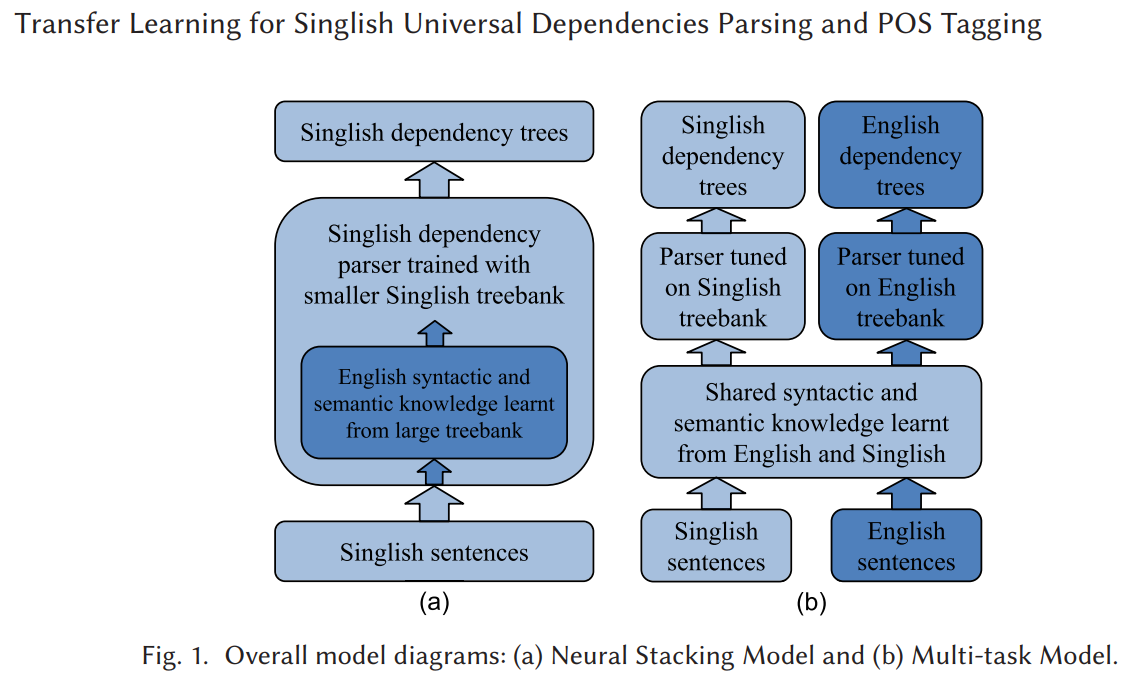 Transfer Learning for Singlish Universal Dependencies Parsing and POS Tagging
Singlish dependency trees
Singlish dependency
parser trained with
smaller Singlish treebank
English syntactic and
semantic knowledge learnt
from large treebank
Singlish sentences
(a)
Singlish
dependency
trees
English
dependency
trees
Parser tuned
on Singlish
treebank
Parser tuned
on English
treebank
Shared syntactic and
semantic knowledge learnt
from English and Singlish
Singlish
sentences
English
sentences
(b)
Fig. 1. Overall model diagrams: (a) Neural Stacking Model and (b) Multi-task Model.